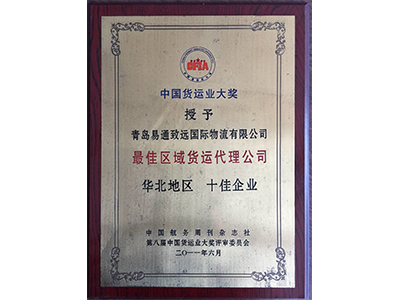 中国货运业大奖
授予
青岛易通致远国际物流有限公司
最佳区域货运代理公司
华北地区 十佳企业
中国航务周刊杂志社
第八届中国货运业大奖评审委员会
二〇一一年六月